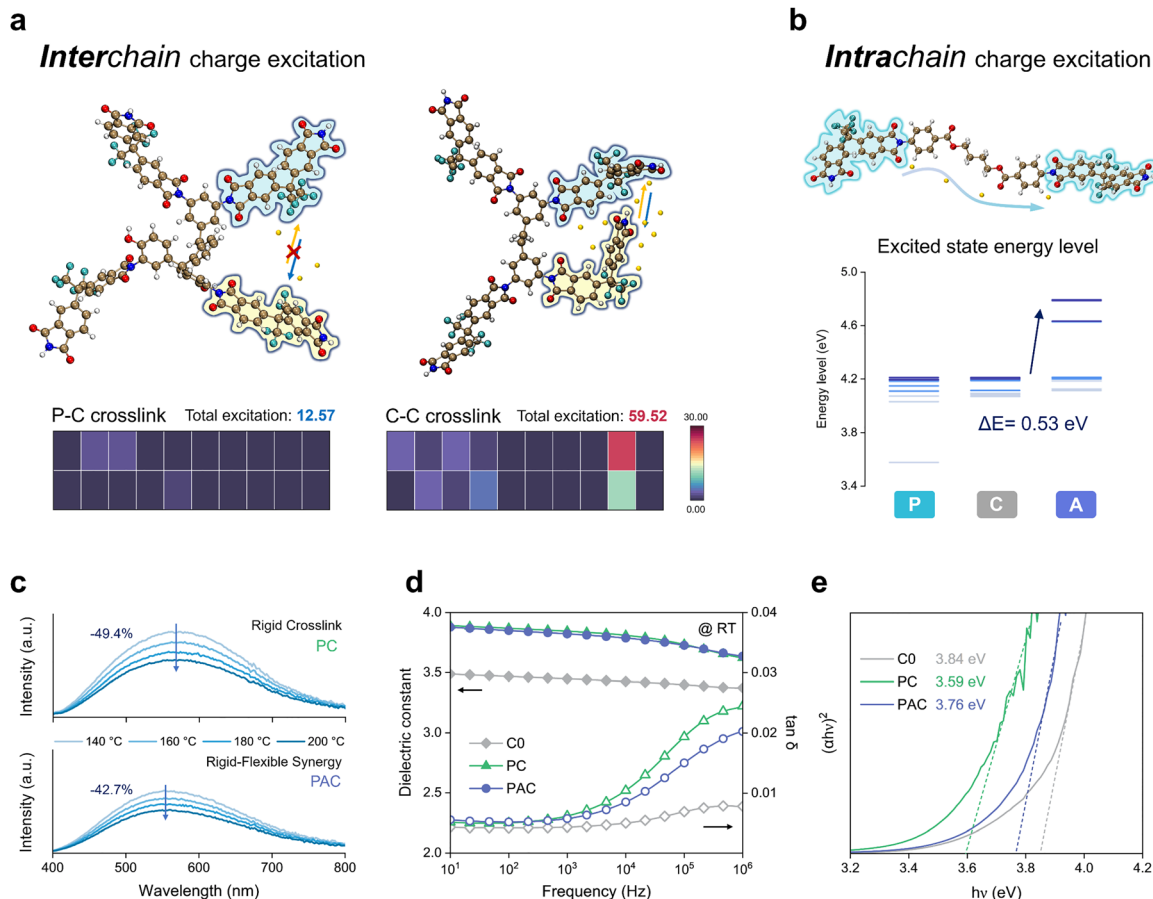 a
Interchain charge excitation
P-C crosslink Total excitation: 12.57
C-C crosslink Total excitation: 59.52
30.00
0.00
b
Intrachain charge excitation
Excited state energy level
5.0
4.6
4.2
3.8
3.4
Energy level (eV)
ΔE= 0.53 eV
P C A
c
Intensity (a.u.)
-49.4%
Rigid Crosslink
PC
140 °C 160 °C 180 °C 200 °C
Intensity (a.u.)
-42.7%
Rigid-Flexible Synergy
PAC
400 500 600 700 800
Wavelength (nm)
d
4.0
3.5
3.0
2.5
2.0
Dielectric constant
@ RT
C0
PC
PAC
0.04
0.03
0.02
0.01
0
tan δ
10¹ 10² 10³ 10⁴ 10⁵ 10⁶
Frequency (Hz)
e
(αhν)²
C0 3.84 eV
PC 3.59 eV
PAC 3.76 eV
3.2 3.4 3.6 3.8 4.0 4.2
hν (eV)